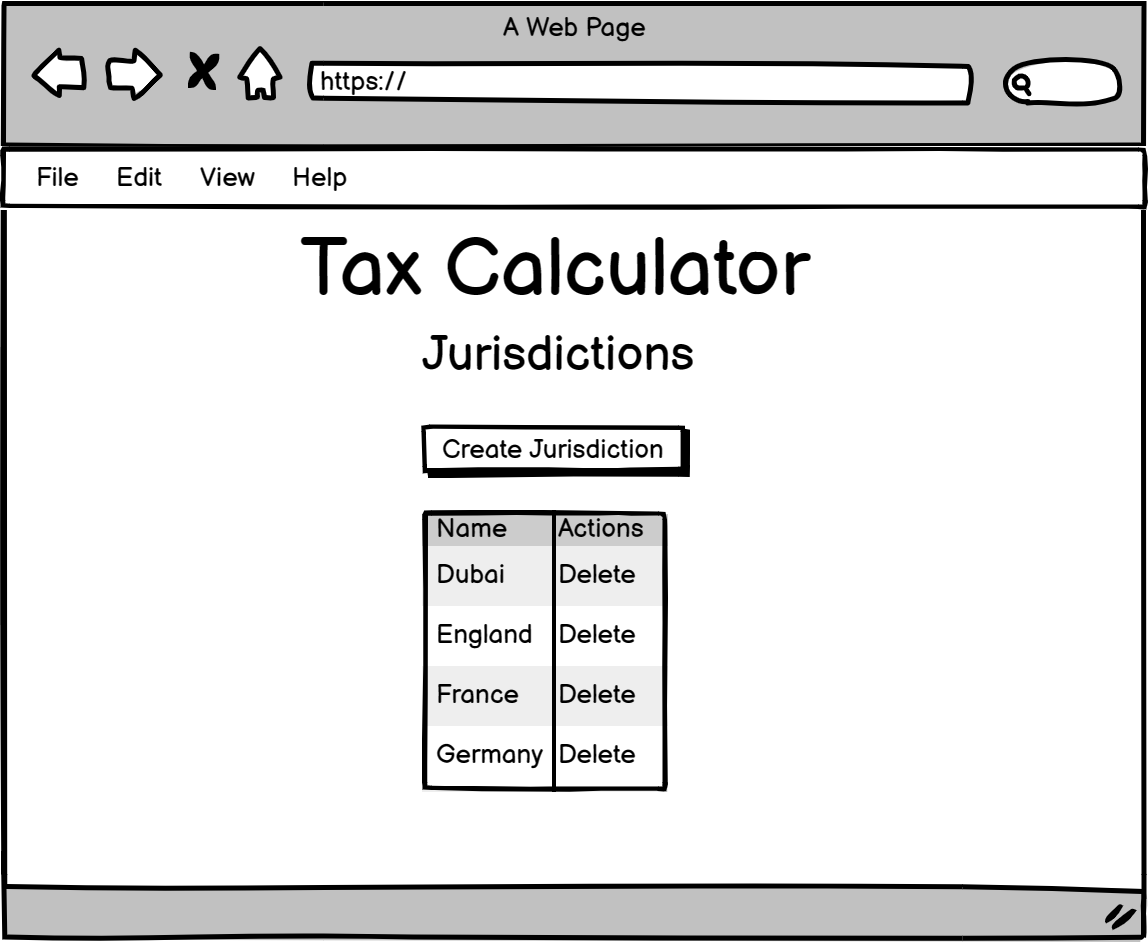 A Web Page
https://
File Edit View Help
Tax Calculator
Jurisdictions
Create Jurisdiction
Name Actions
Dubai Delete
England Delete
France Delete
Germany Delete